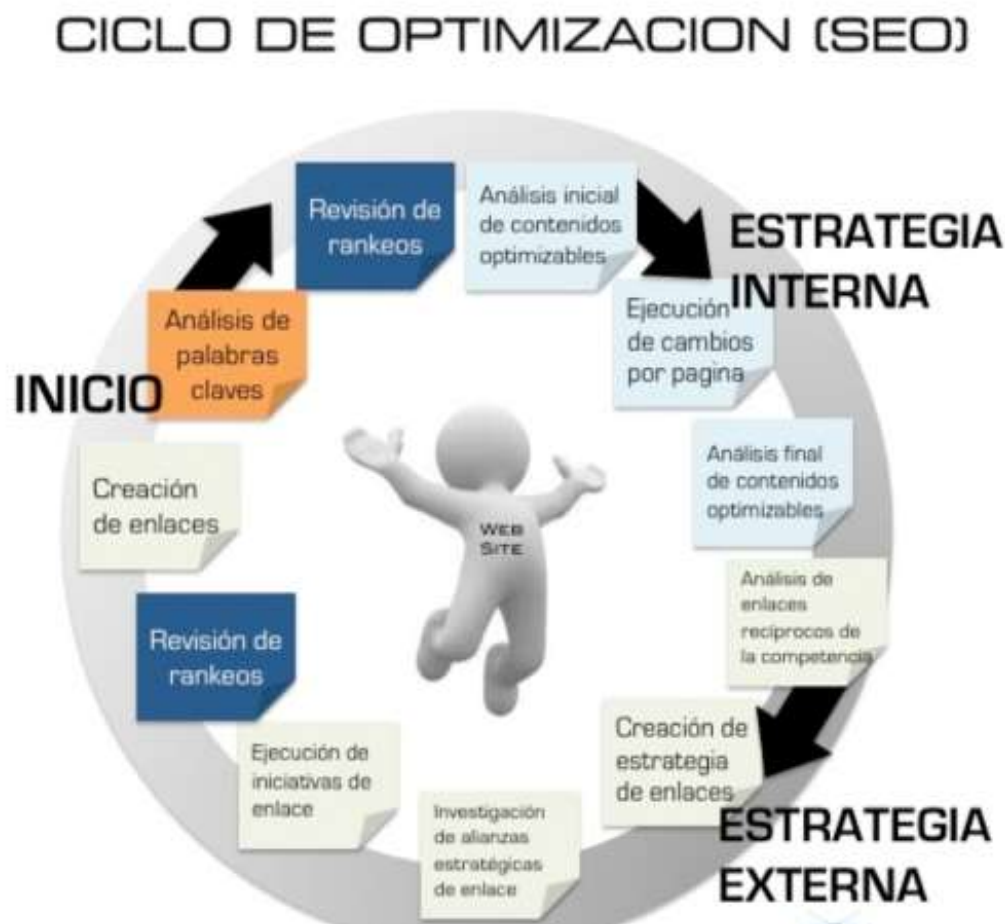 CICLO DE OPTIMIZACION (SEO)
INICIO
Análisis de
palabras
claves
Revisión de
rankeos
Análisis inicial
de contenidos
optimizables
ESTRATEGIA
INTERNA
Ejecución
de cambios
por pagina
Análisis final
de contenidos
optimizables
Análisis de
enlaces
recíprocos de
la competencia
Creación de
estrategia
de enlaces
ESTRATEGIA
EXTERNA
Investigación
de alianzas
estratégicas
de enlace
Ejecución de
iniciativas de
enlace
Revisión de
rankeos
Creación
de enlaces
WEB
SITE